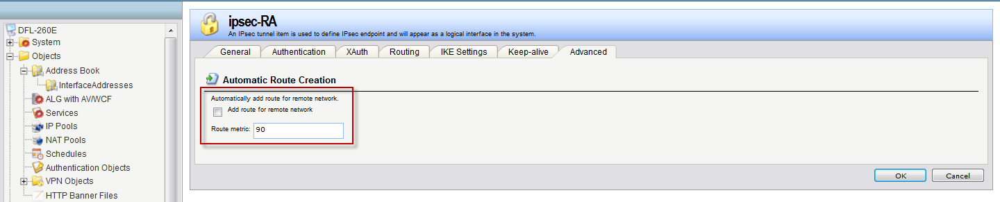 DFL-260E
System
Objects
Address Book
InterfaceAddresses
ALG with AV/WCF
Services
IP Pools
NAT Pools
Schedules
Authentication Objects
VPN Objects
HTTP Banner Files
ipsec-RA
An IPsec tunnel item is used to define IPsec endpoint and will appear as a logical interface in the system.
General Authentication XAuth Routing IKE Settings Keep-alive Advanced
Automatic Route Creation
Automatically add route for remote network.
Add route for remote network
Route metric: 90
OK Cancel